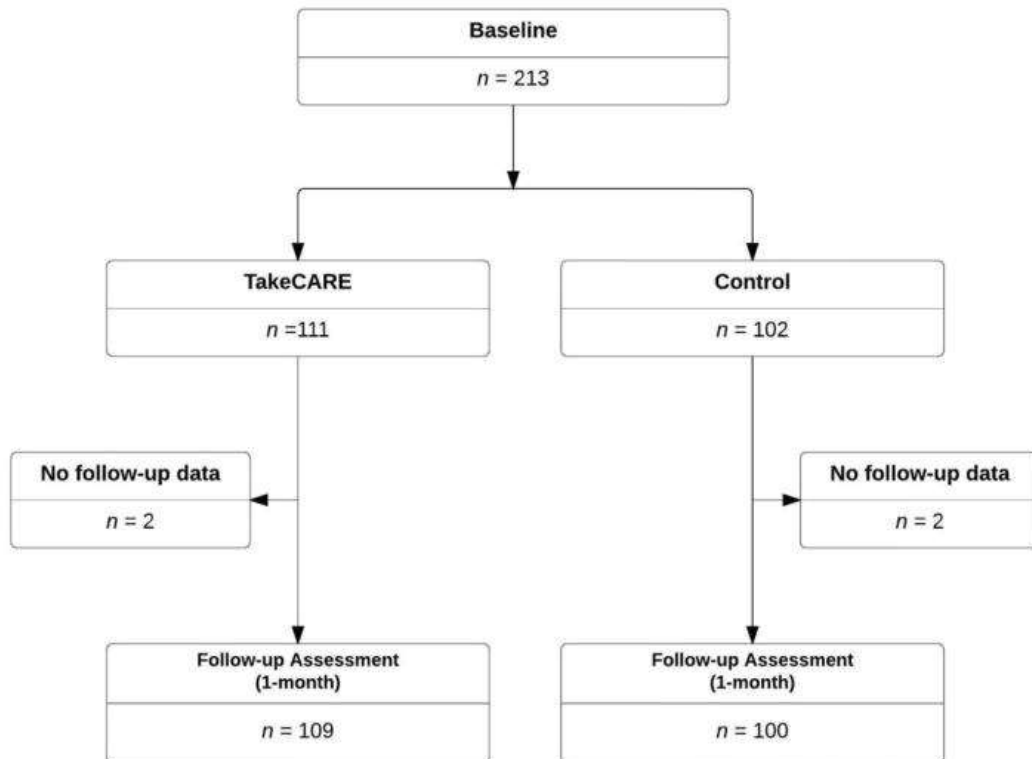 Baseline
n = 213
TakeCARE
n =111
Control
n = 102
No follow-up data
n = 2
No follow-up data
n = 2
Follow-up Assessment
(1-month)
n = 109
Follow-up Assessment
(1-month)
n = 100